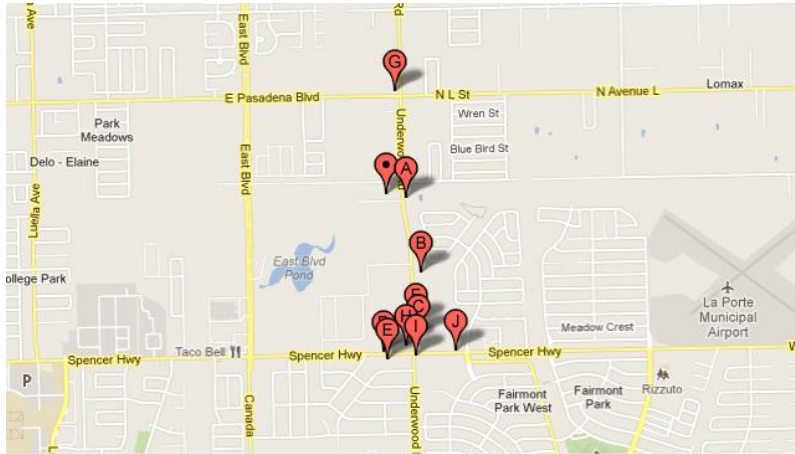 a Ave
East Blvd
Rd
G
E Pasadena Blvd
N L St
N Avenue L
Lomax
Park
Meadows
Wren St
Underwood Rd
Delo - Elaine
Blue Bird St
A
East Blvd
Luella Ave
B
East Blvd
Pond
ollege Park
F
C
H
I
E
J
La Porte
Municipal
Airport
Meadow Crest
Taco Bell
Spencer Hwy
Spencer Hwy
Spencer Hwy
W
P
Canada
Underwood
Fairmont
Park West
Fairmont
Park
Rizzuto
L